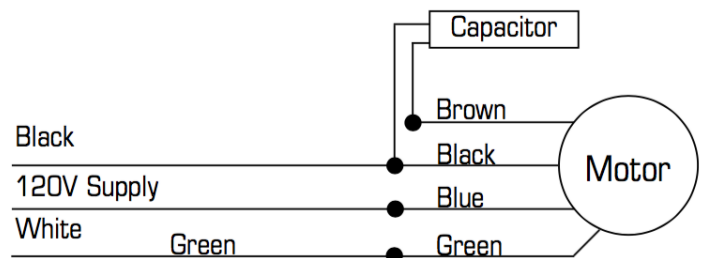 Capacitor
Brown
Black
Black
Motor
120V Supply
Blue
White
Green
Green